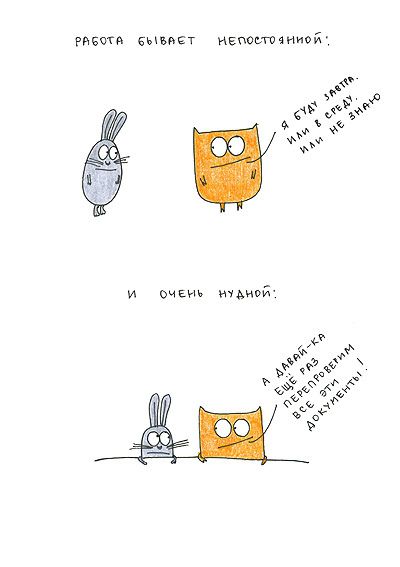 РАБОТА БЫВАЕТ НЕПОСТОЯННОЙ:
Я БУДУ ЗАВТРА.
ИЛИ В СРЕДУ.
ИЛИ НЕ ЗНАЮ
И ОЧЕНЬ НУДНОЙ:
А ДАВАЙ-КА
ЕЩЁ РАЗ
ПЕРЕПРОВЕРИМ
ВСЕ ЭТИ
ДОКУМЕНТЫ!